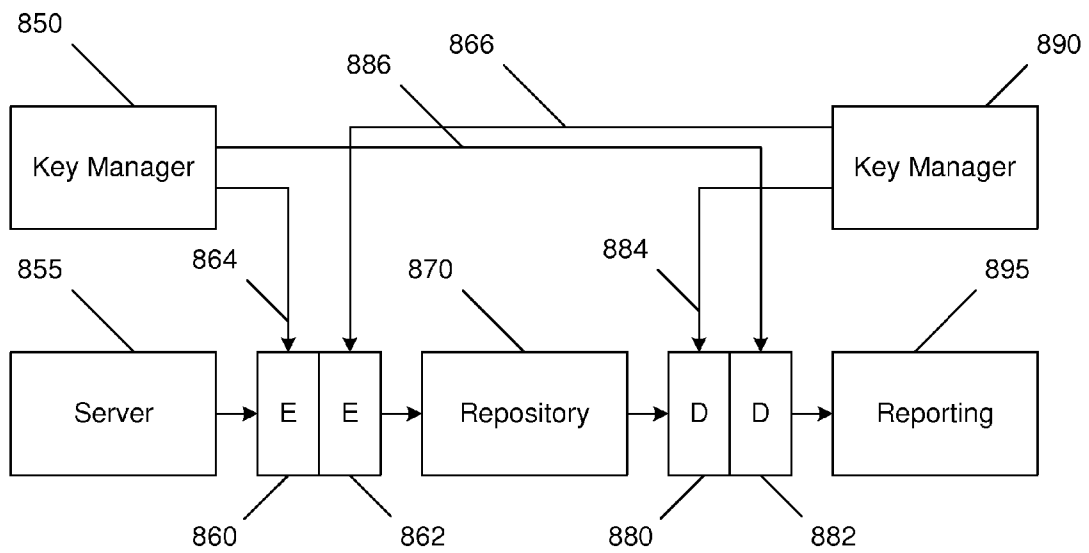 850
866
890
886
Key Manager
Key Manager
864
884
855
870
895
Server
E
E
Repository
D
D
Reporting
860
862
880
882